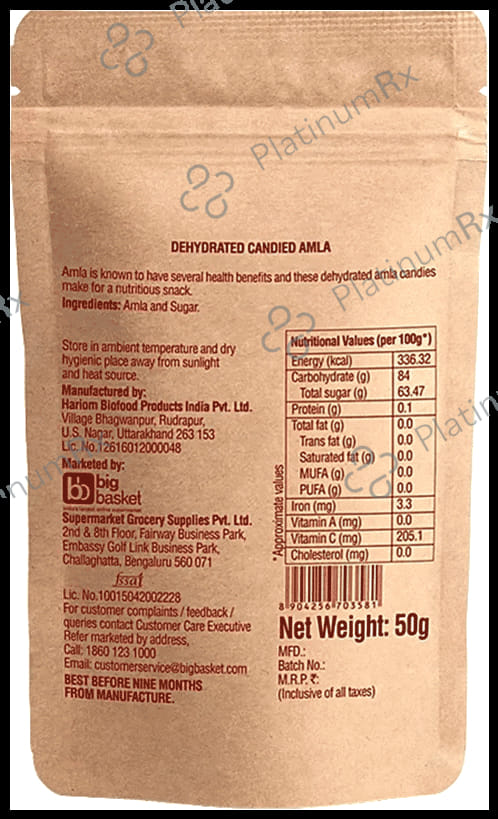 PlatinumRx
PlatinumRx
PlatinumRx
PlatinumRx
DEHYDRATED CANDIED AMLA
Amla is known to have several health benefits and these dehydrated amla candies
make for a nutritious snack.
Ingredients: Amla and Sugar.
Store in ambient temperature and dry
hygienic place away from sunlight
and heat source.
Manufactured by:
Hariom Biofood Products India Pvt. Ltd.
Village Bhagwanpur, Rudrapur,
U.S. Nagar, Uttarakhand 263 153
Lic. No.12616012000048
Marketed by:
bb big
basket
india's largest online supermarket
Supermarket Grocery Supplies Pvt. Ltd.
2nd & 8th Floor, Fairway Business Park,
Embassy Golf Link Business Park,
Challaghatta, Bengaluru 560 071
fssai
Lic. No.10015042002228
For customer complaints / feedback /
queries contact Customer Care Executive
Refer marketed by address,
Call: 1860 123 1000
Email: customerservice@bigbasket.com
BEST BEFORE NINE MONTHS
FROM MANUFACTURE.
Nutritional Values (per 100g*)
Energy (kcal) 336.32
Carbohydrate (g) 84
Total sugar (g) 63.47
Protein (g) 0.1
Total fat (g) 0.0
Trans fat (g) 0.0
Saturated fat (g) 0.0
MUFA (g) 0.0
PUFA (g) 0.0
Iron (mg) 3.3
Vitamin A (mg) 0.0
Vitamin C (mg) 205.1
Cholesterol (mg) 0.0
*Approximate values
8 904256 703581
Net Weight: 50g
MFD.:
Batch No.:
M.R.P. ₹:
(Inclusive of all taxes)